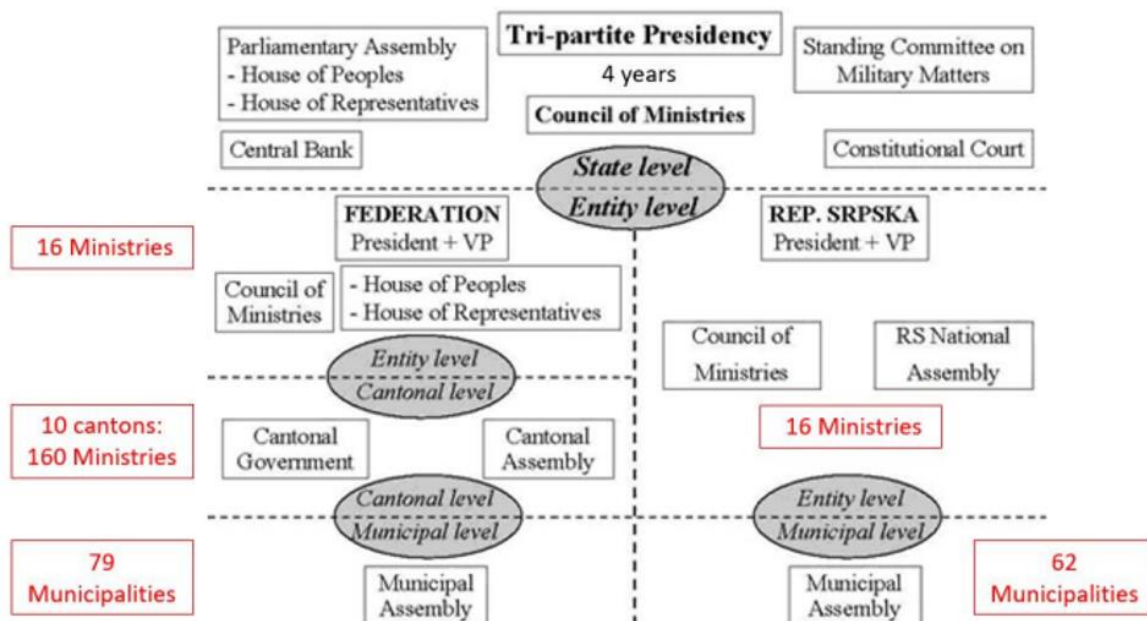 Parliamentary Assembly
- House of Peoples
- House of Representatives
Tri-partite Presidency
4 years
Standing Committee on
Military Matters
Council of Ministries
Central Bank
Constitutional Court
State level
Entity level
FEDERATION
President + VP
REP. SRPSKA
President + VP
16 Ministries
Council of
Ministries
- House of Peoples
- House of Representatives
Council of
Ministries
RS National
Assembly
Entity level
Cantonal level
10 cantons:
160 Ministries
Cantonal
Government
Cantonal
Assembly
16 Ministries
Cantonal level
Municipal level
Entity level
Municipal level
79
Municipalities
Municipal
Assembly
Municipal
Assembly
62
Municipalities